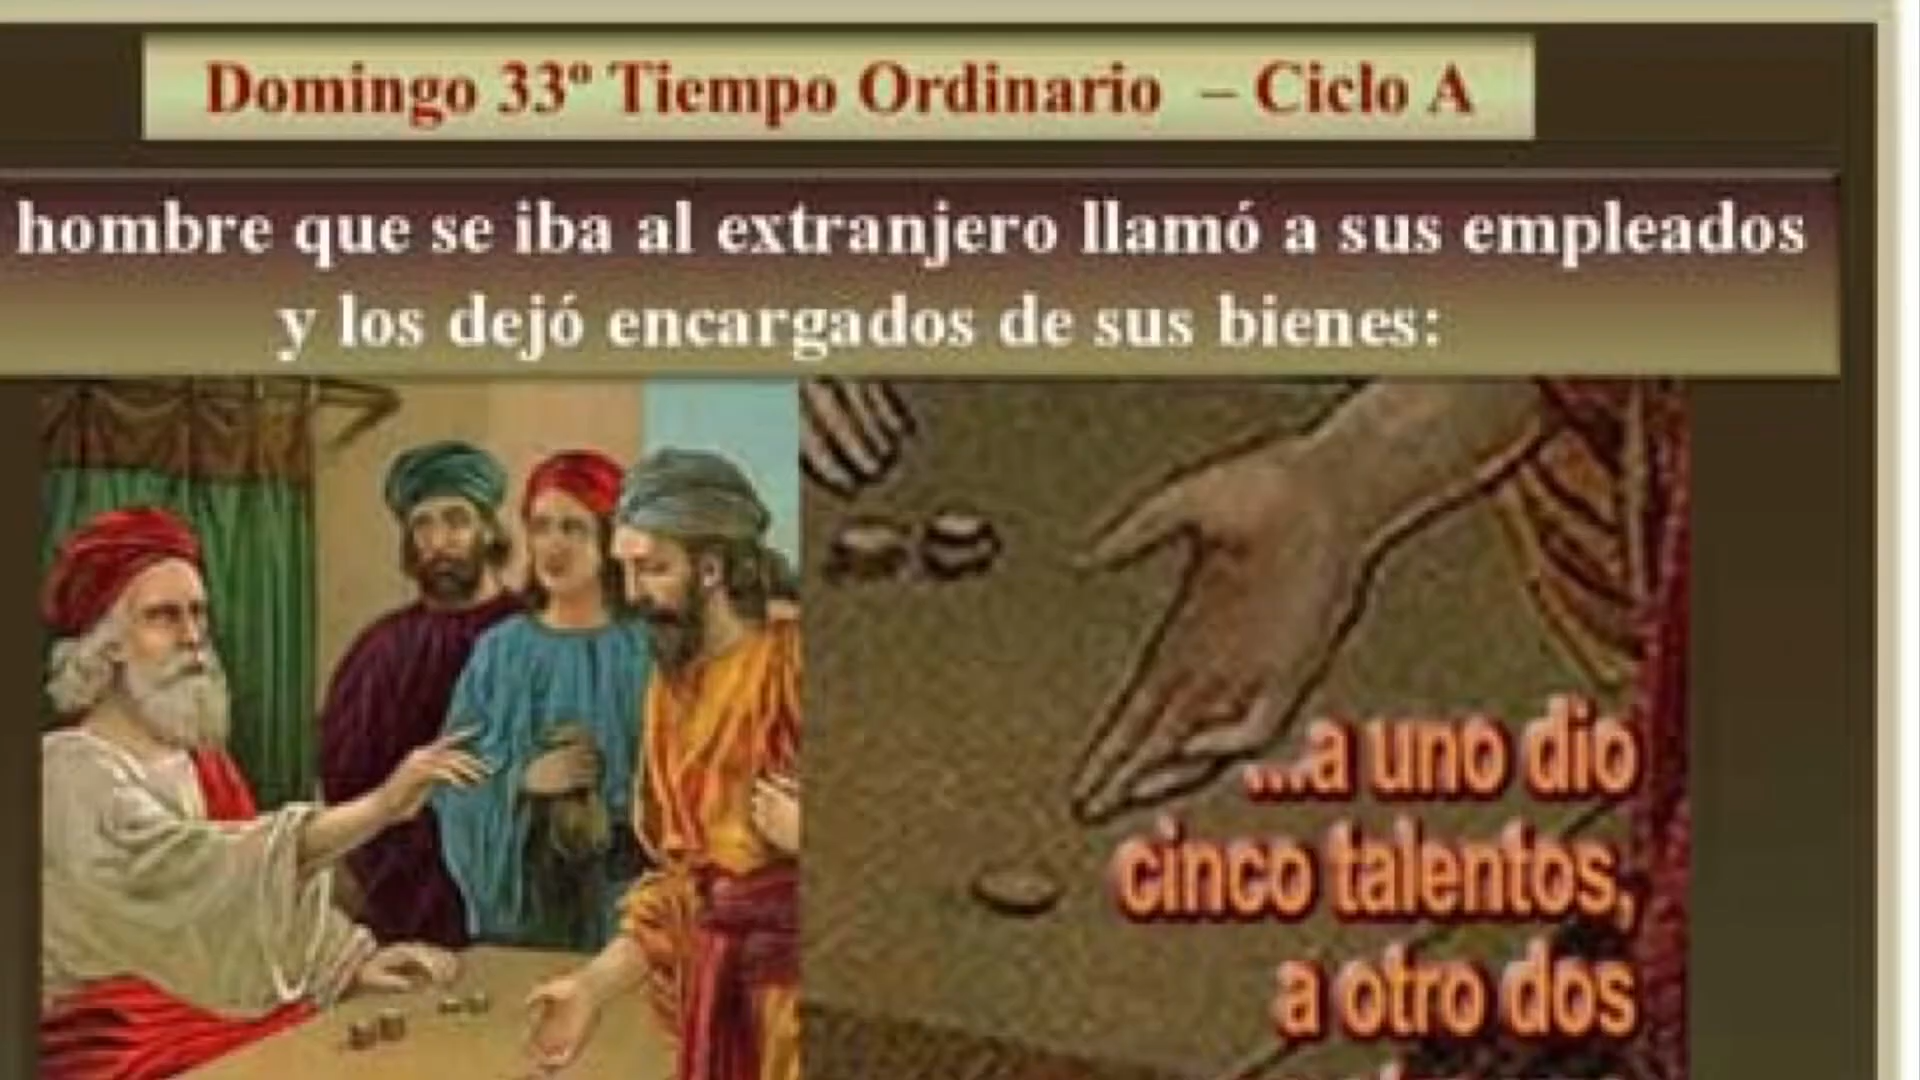 Domingo 33º Tiempo Ordinario – Ciclo A
hombre que se iba al extranjero llamó a sus empleados
y los dejó encargados de sus bienes:
...a uno dio
cinco talentos,
a otro dos